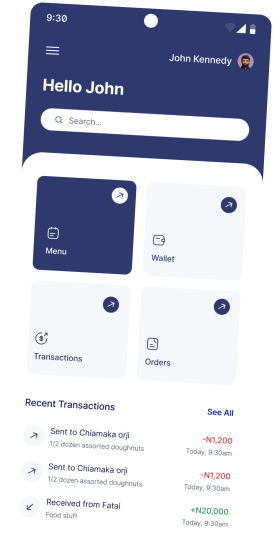 9:30
John Kennedy
Hello John
Search...
Menu
Wallet
Transactions
Orders
Recent Transactions
See All
Sent to Chiamaka orji
-N1,200
1/2 dozen assorted doughnuts
Today, 9:30am
Sent to Chiamaka orji
-N1,200
1/2 dozen assorted doughnuts
Today, 9:30am
Received from Fatai
+N20,000
Food stuff
Today, 9:30am